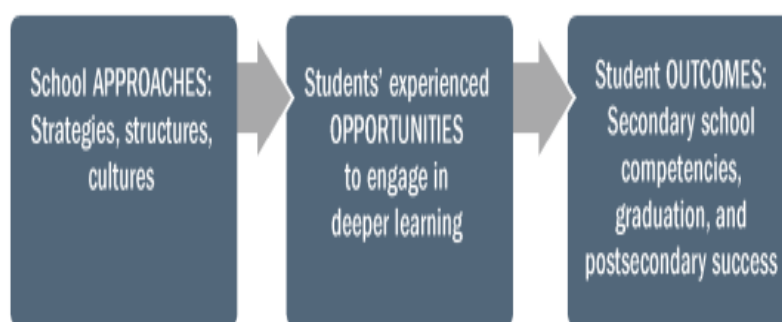 School APPROACHES:
Strategies, structures,
cultures
Students’ experienced
OPPORTUNITIES
to engage in
deeper learning
Student OUTCOMES:
Secondary school
competencies,
graduation, and
postsecondary success